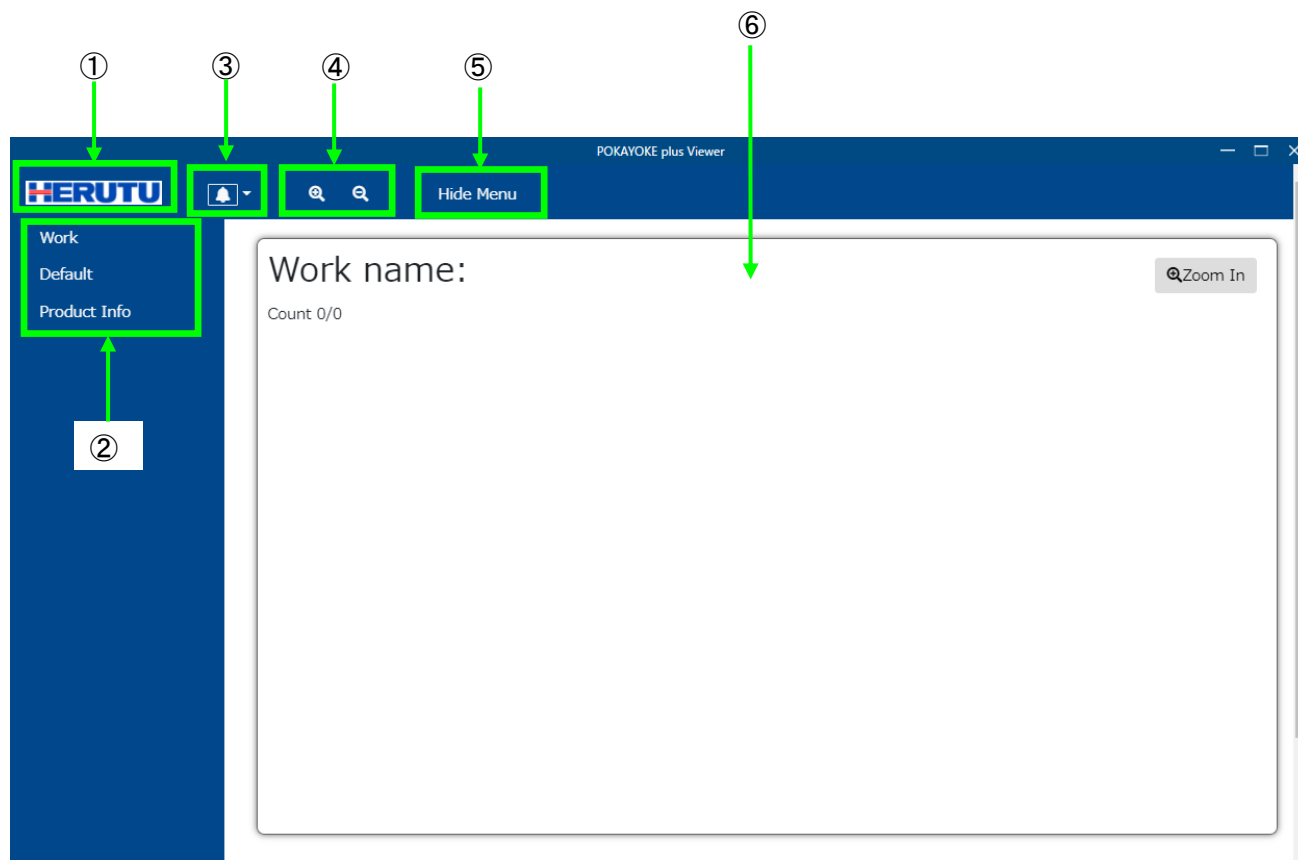 ⑥
① ③ ④ ⑤
POKAYOKE plus Viewer
HERUTU
Hide Menu
Work
Default
Product Info
②
Work name:
Zoom In
Count 0/0